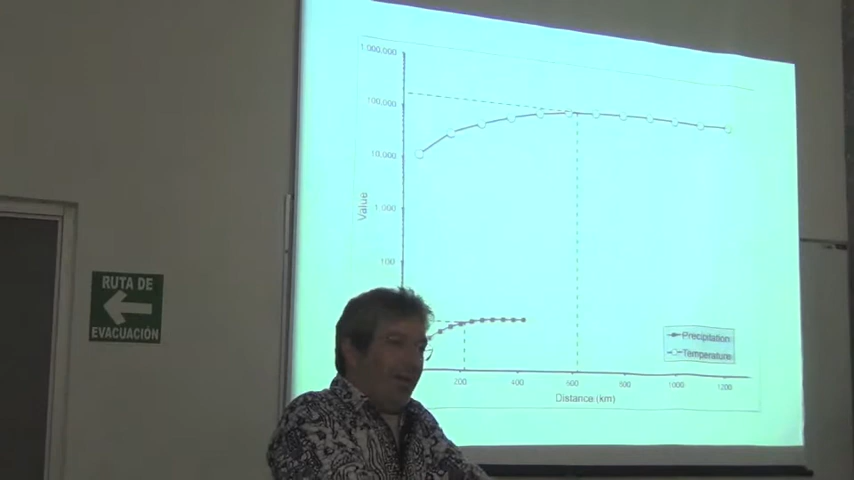 RUTA DE
EVACUACIÓN
1,000,000
100,000
10,000
1,000
100
Value
200
400
600
800
1000
1200
Distance (km)
Precipitation
Temperature